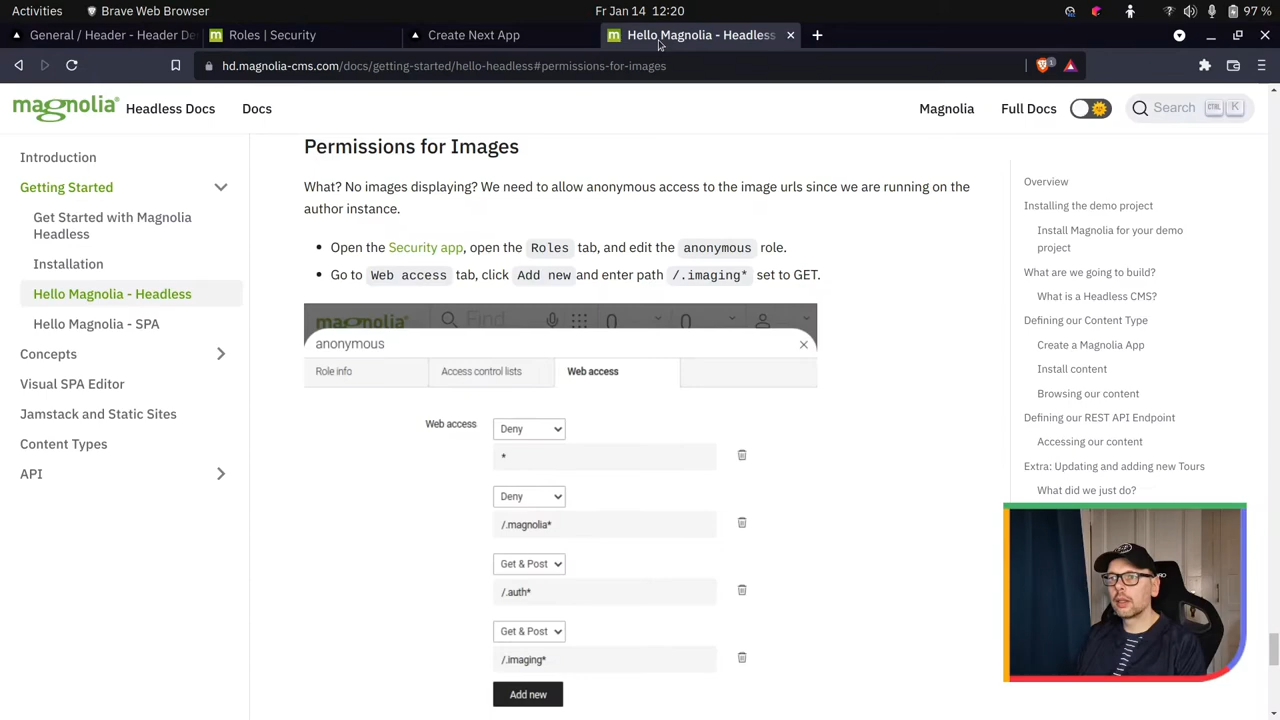 Activities
Brave Web Browser
Fr Jan 14 12:20
97 %
General / Header - Header De
Roles | Security
Create Next App
Hello Magnolia - Headless
hd.magnolia-cms.com/docs/getting-started/hello-headless#permissions-for-images
1
magnolia
Headless Docs
Docs
Magnolia
Full Docs
Search
CTRL
K
Introduction
Getting Started
Get Started with Magnolia
Headless
Installation
Hello Magnolia - Headless
Hello Magnolia - SPA
Concepts
Visual SPA Editor
Jamstack and Static Sites
Content Types
API
Permissions for Images
What? No images displaying? We need to allow anonymous access to the image urls since we are running on the
author instance.
Open the Security app, open the Roles tab, and edit the anonymous role.
Go to Web access tab, click Add new and enter path /.imaging* set to GET.
magnolia
Find
0
0
anonymous
Role info
Access control lists
Web access
Web access
Deny
*
Deny
/.magnolia*
Get & Post
/.auth*
Get & Post
/.imaging*
Add new
Overview
Installing the demo project
Install Magnolia for your demo
project
What are we going to build?
What is a Headless CMS?
Defining our Content Type
Create a Magnolia App
Install content
Browsing our content
Defining our REST API Endpoint
Accessing our content
Extra: Updating and adding new Tours
What did we just do?